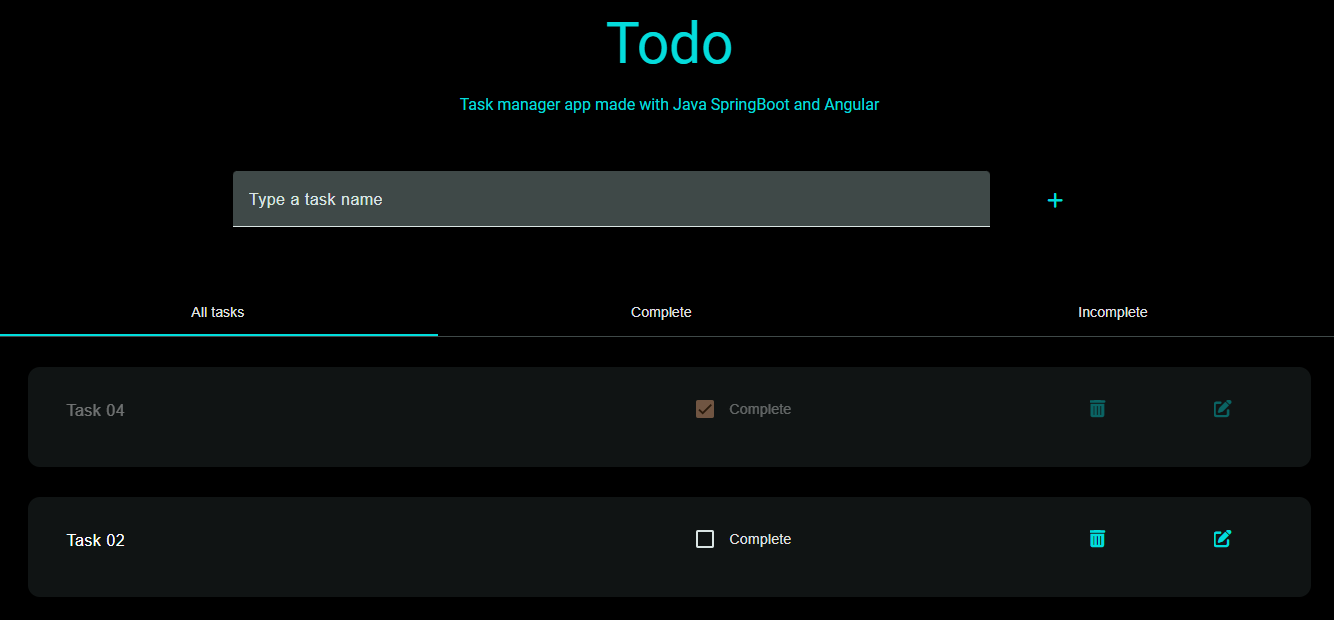 Todo
Task manager app made with Java SpringBoot and Angular
Type a task name
+
All tasks Complete Incomplete
Task 04 Complete
Task 02 Complete